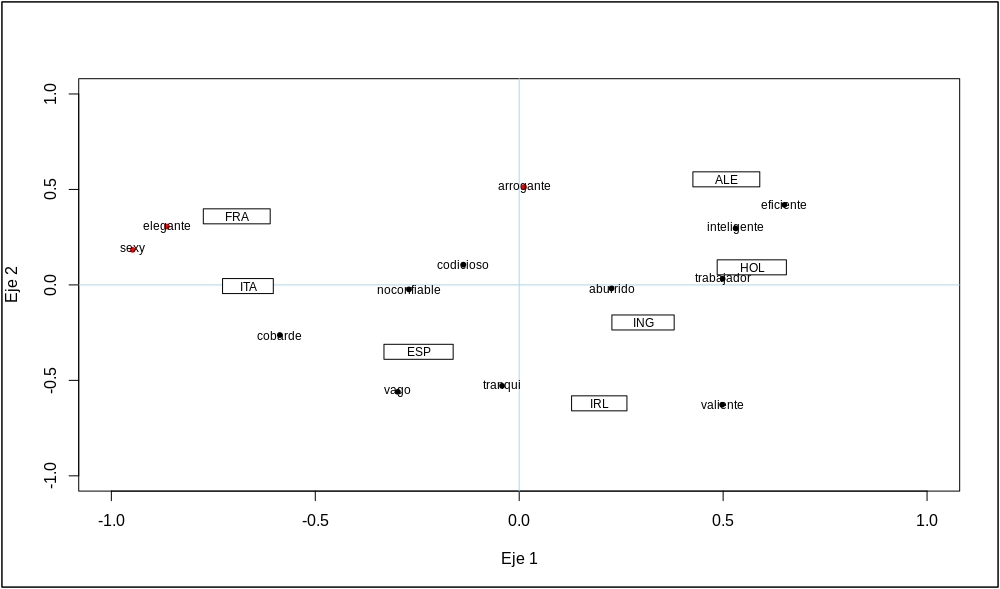 1.0
0.5
0.0
-0.5
-1.0
Eje 2
ALE
arrogante
eficiente
FRA
elegante
inteligente
sexy
codicioso
HOL
trabajador
ITA
noconfiable
aburrido
ING
cobarde
ESP
vago
tranqui
IRL
valiente
-1.0 -0.5 0.0 0.5 1.0
Eje 1